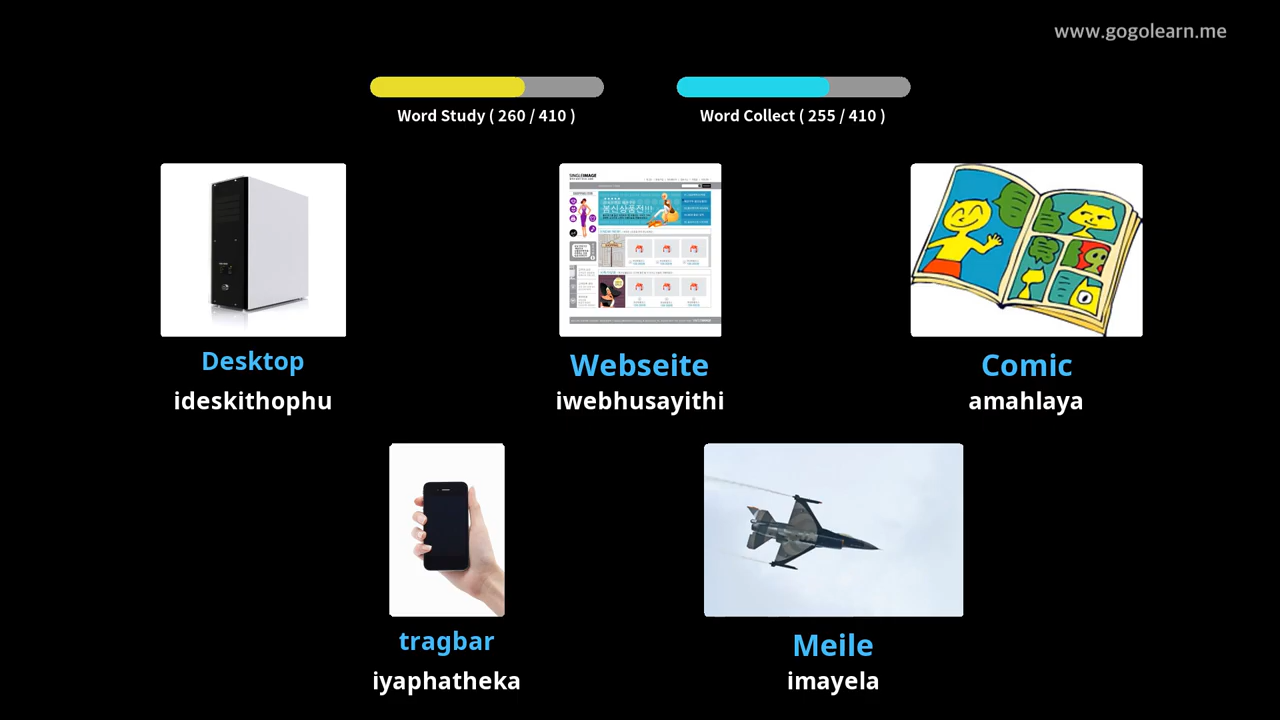 www.gogolearn.me
Word Study ( 260 / 410 )
Word Collect ( 255 / 410 )
Desktop
ideskithophu
Webseite
iwebhusayithi
Comic
amahlaya
tragbar
iyaphatheka
Meile
imayela